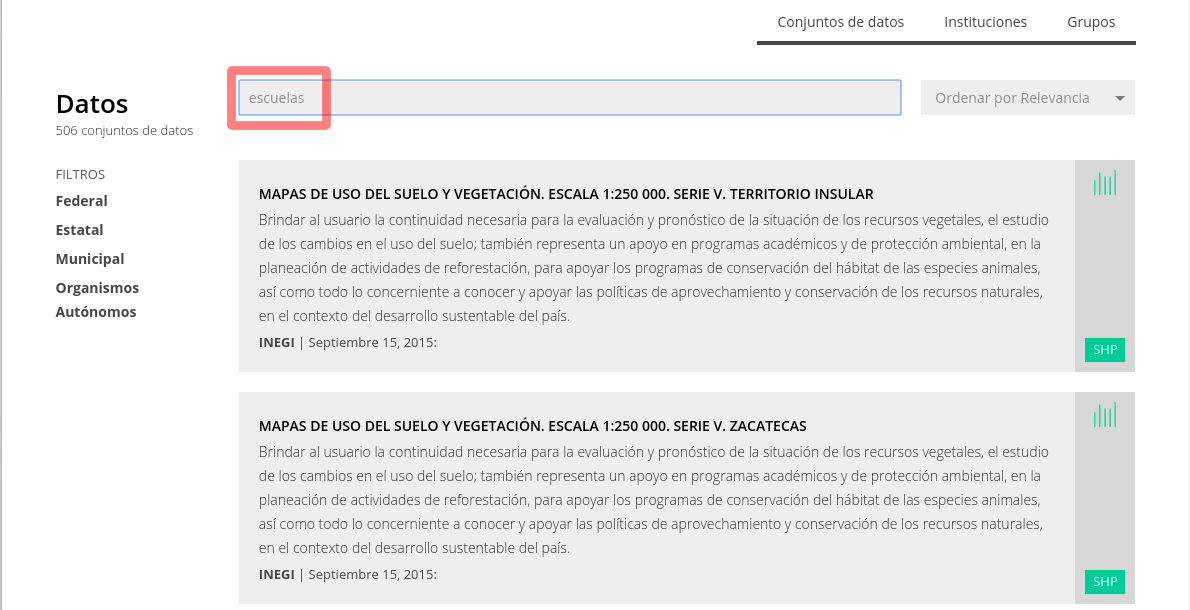 Conjuntos de datos Instituciones Grupos
Datos
506 conjuntos de datos
escuelas
Ordenar por Relevancia
FILTROS
Federal
Estatal
Municipal
Organismos
Autónomos
MAPAS DE USO DEL SUELO Y VEGETACIÓN. ESCALA 1:250 000. SERIE V. TERRITORIO INSULAR
Brindar al usuario la continuidad necesaria para la evaluación y pronóstico de la situación de los recursos vegetales, el estudio
de los cambios en el uso del suelo; también representa un apoyo en programas académicos y de protección ambiental, en la
planeación de actividades de reforestación, para apoyar los programas de conservación del hábitat de las especies animales,
así como todo lo concerniente a conocer y apoyar las políticas de aprovechamiento y conservación de los recursos naturales,
en el contexto del desarrollo sustentable del país.
INEGI | Septiembre 15, 2015:
SHP
MAPAS DE USO DEL SUELO Y VEGETACIÓN. ESCALA 1:250 000. SERIE V. ZACATECAS
Brindar al usuario la continuidad necesaria para la evaluación y pronóstico de la situación de los recursos vegetales, el estudio
de los cambios en el uso del suelo; también representa un apoyo en programas académicos y de protección ambiental, en la
planeación de actividades de reforestación, para apoyar los programas de conservación del hábitat de las especies animales,
así como todo lo concerniente a conocer y apoyar las políticas de aprovechamiento y conservación de los recursos naturales,
en el contexto del desarrollo sustentable del país.
INEGI | Septiembre 15, 2015:
SHP